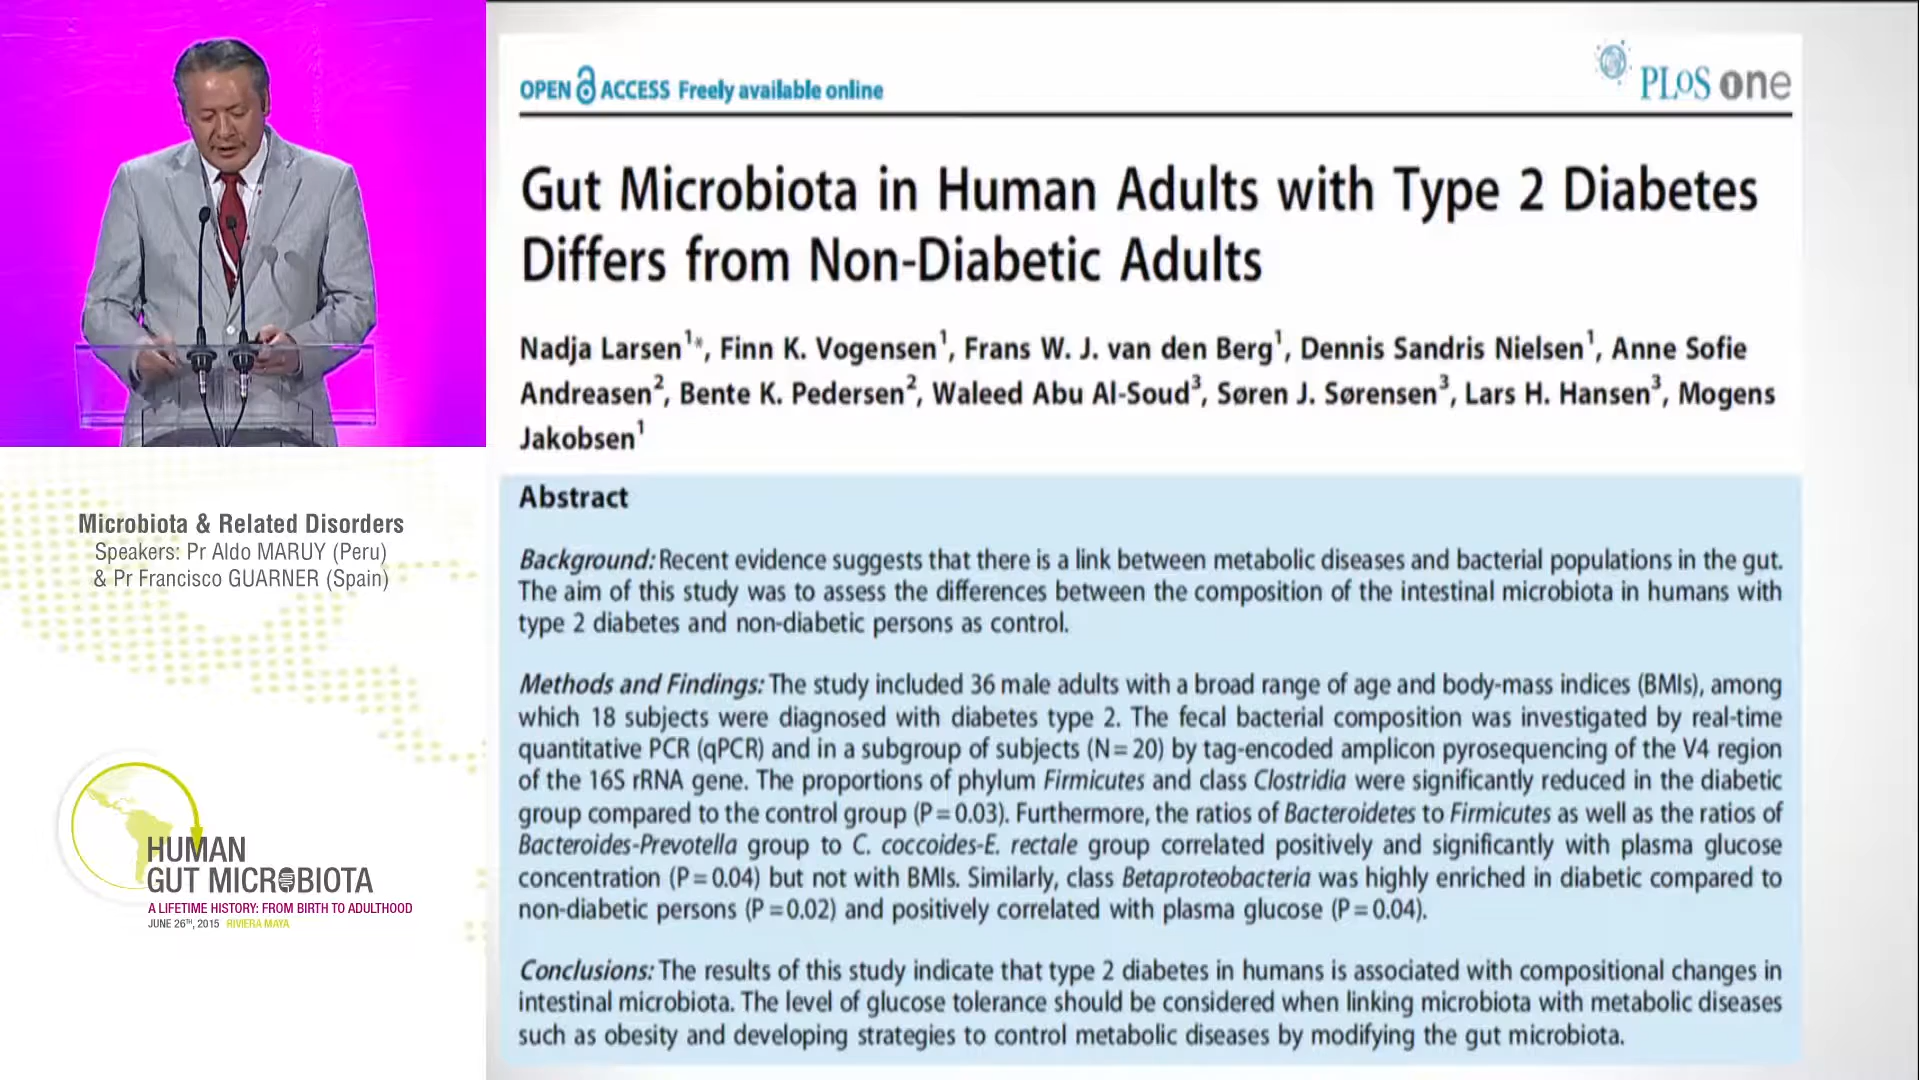 OPEN ACCESS Freely available online
PLoS one
Gut Microbiota in Human Adults with Type 2 Diabetes
Differs from Non-Diabetic Adults
Nadja Larsen1*, Finn K. Vogensen1, Frans W. J. van den Berg1, Dennis Sandris Nielsen1, Anne Sofie
Andreasen2, Bente K. Pedersen2, Waleed Abu Al-Soud3, Søren J. Sørensen3, Lars H. Hansen3, Mogens
Jakobsen1
Abstract
Background: Recent evidence suggests that there is a link between metabolic diseases and bacterial populations in the gut.
The aim of this study was to assess the differences between the composition of the intestinal microbiota in humans with
type 2 diabetes and non-diabetic persons as control.
Methods and Findings: The study included 36 male adults with a broad range of age and body-mass indices (BMIs), among
which 18 subjects were diagnosed with diabetes type 2. The fecal bacterial composition was investigated by real-time
quantitative PCR (qPCR) and in a subgroup of subjects (N = 20) by tag-encoded amplicon pyrosequencing of the V4 region
of the 16S rRNA gene. The proportions of phylum Firmicutes and class Clostridia were significantly reduced in the diabetic
group compared to the control group (P = 0.03). Furthermore, the ratios of Bacteroidetes to Firmicutes as well as the ratios of
Bacteroides-Prevotella group to C. coccoides-E. rectale group correlated positively and significantly with plasma glucose
concentration (P = 0.04) but not with BMIs. Similarly, class Betaproteobacteria was highly enriched in diabetic compared to
non-diabetic persons (P = 0.02) and positively correlated with plasma glucose (P = 0.04).
Conclusions: The results of this study indicate that type 2 diabetes in humans is associated with compositional changes in
intestinal microbiota. The level of glucose tolerance should be considered when linking microbiota with metabolic diseases
such as obesity and developing strategies to control metabolic diseases by modifying the gut microbiota.
Microbiota & Related Disorders
Speakers: Pr Aldo MARUY (Peru)
& Pr Francisco GUARNER (Spain)
HUMAN
GUT MICROBIOTA
A LIFETIME HISTORY: FROM BIRTH TO ADULTHOOD
JUNE 26TH, 2015 RIVIERA MAYA